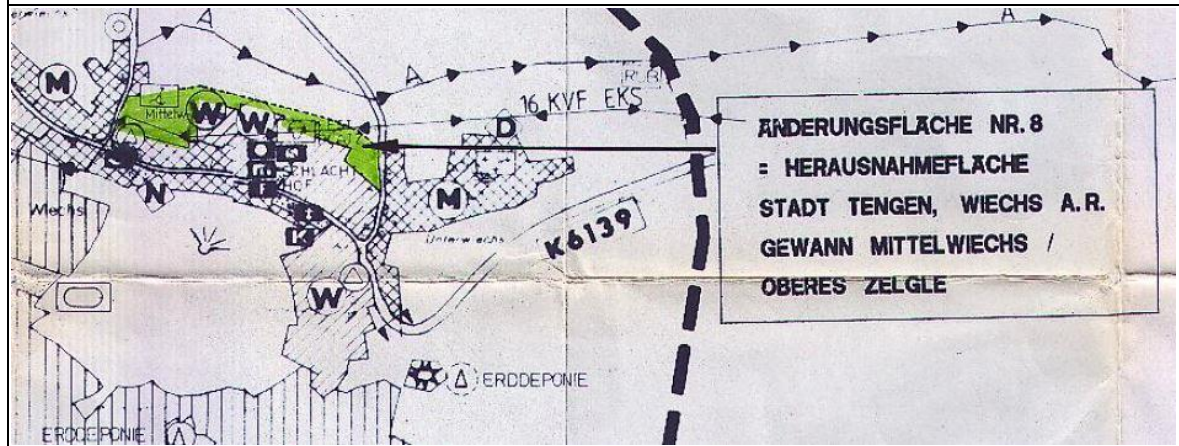 A
A
A
M
16 KVF EKS
Mittelw
W
W
D
ÄNDERUNGSFLÄCHE NR. 8
= HERAUSNAHMEFLÄCHE
STADT TENGEN, WIECHS A.R.
GEWANN MITTELWIECHS /
OBERES ZELGLE
SCHLACHT
HOF
N
M
Wiechs
Unterwiechs
K6139
W
ERDDEPONIE
ERDDEPONIE